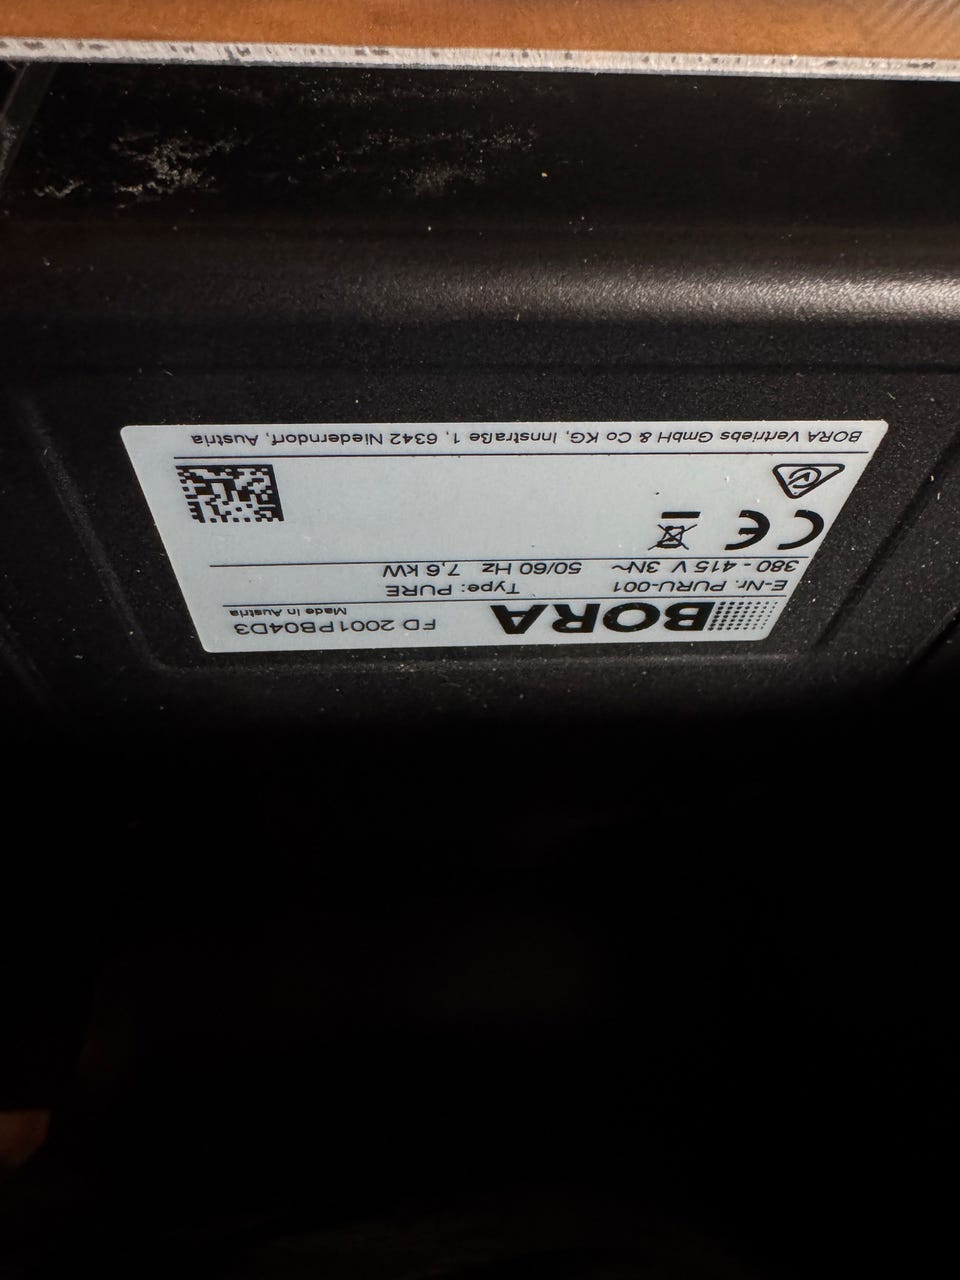 BORA FD 2001PB04D3
Made in Austria
E-Nr. PURU-001 Type: PURE
380 - 415 V 3N~ 50/60 Hz 7,6 kW
CE
BORA Vertriebs GmbH & Co KG, Innstraße 1, 6342 Niederndorf, Austria